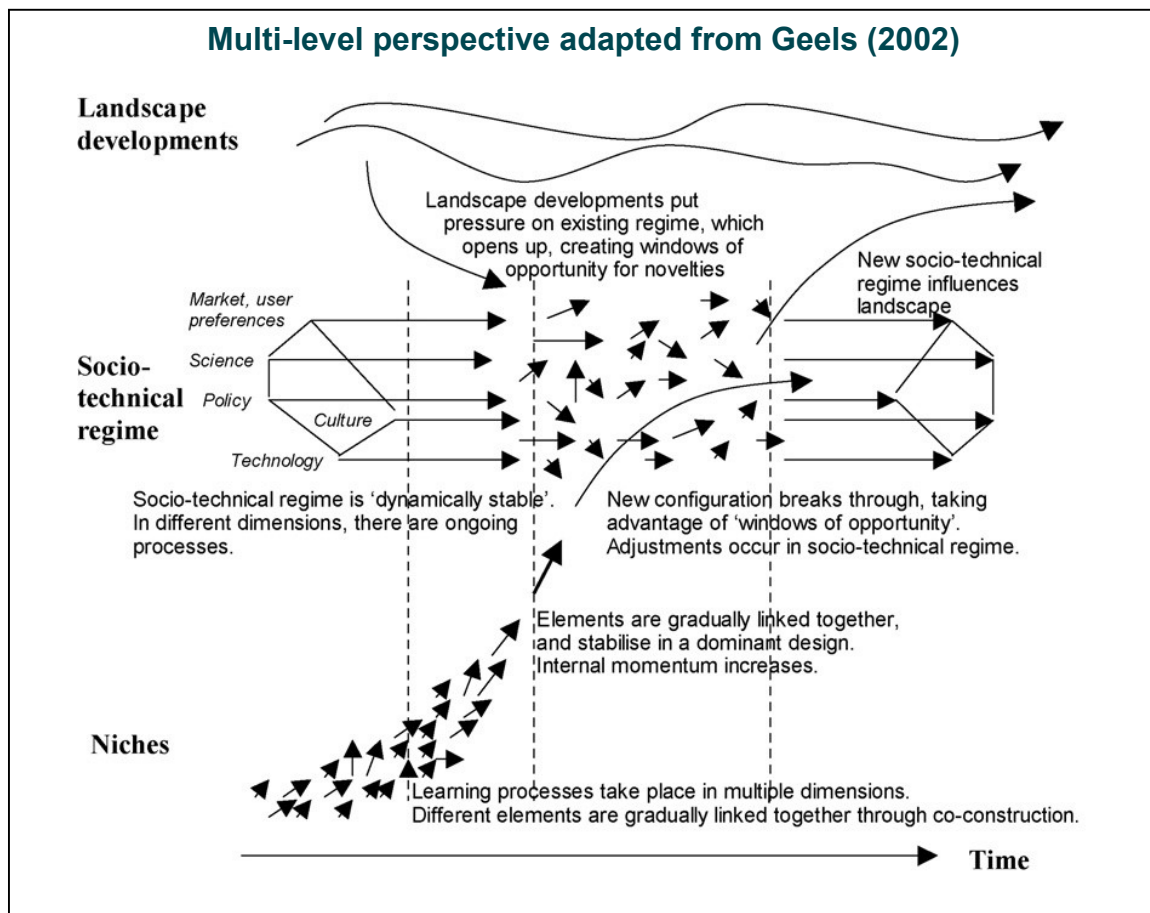 Multi-level perspective adapted from Geels (2002)
Landscape
developments
Landscape developments put
pressure on existing regime, which
opens up, creating windows of
opportunity for novelties
New socio-technical
regime influences
landscape
Market, user
preferences
Science
Policy
Culture
Technology
Socio-
technical
regime
Socio-technical regime is ‘dynamically stable’.
In different dimensions, there are ongoing
processes.
New configuration breaks through, taking
advantage of ‘windows of opportunity’.
Adjustments occur in socio-technical regime.
Elements are gradually linked together,
and stabilise in a dominant design.
Internal momentum increases.
Niches
Learning processes take place in multiple dimensions.
Different elements are gradually linked together through co-construction.
Time